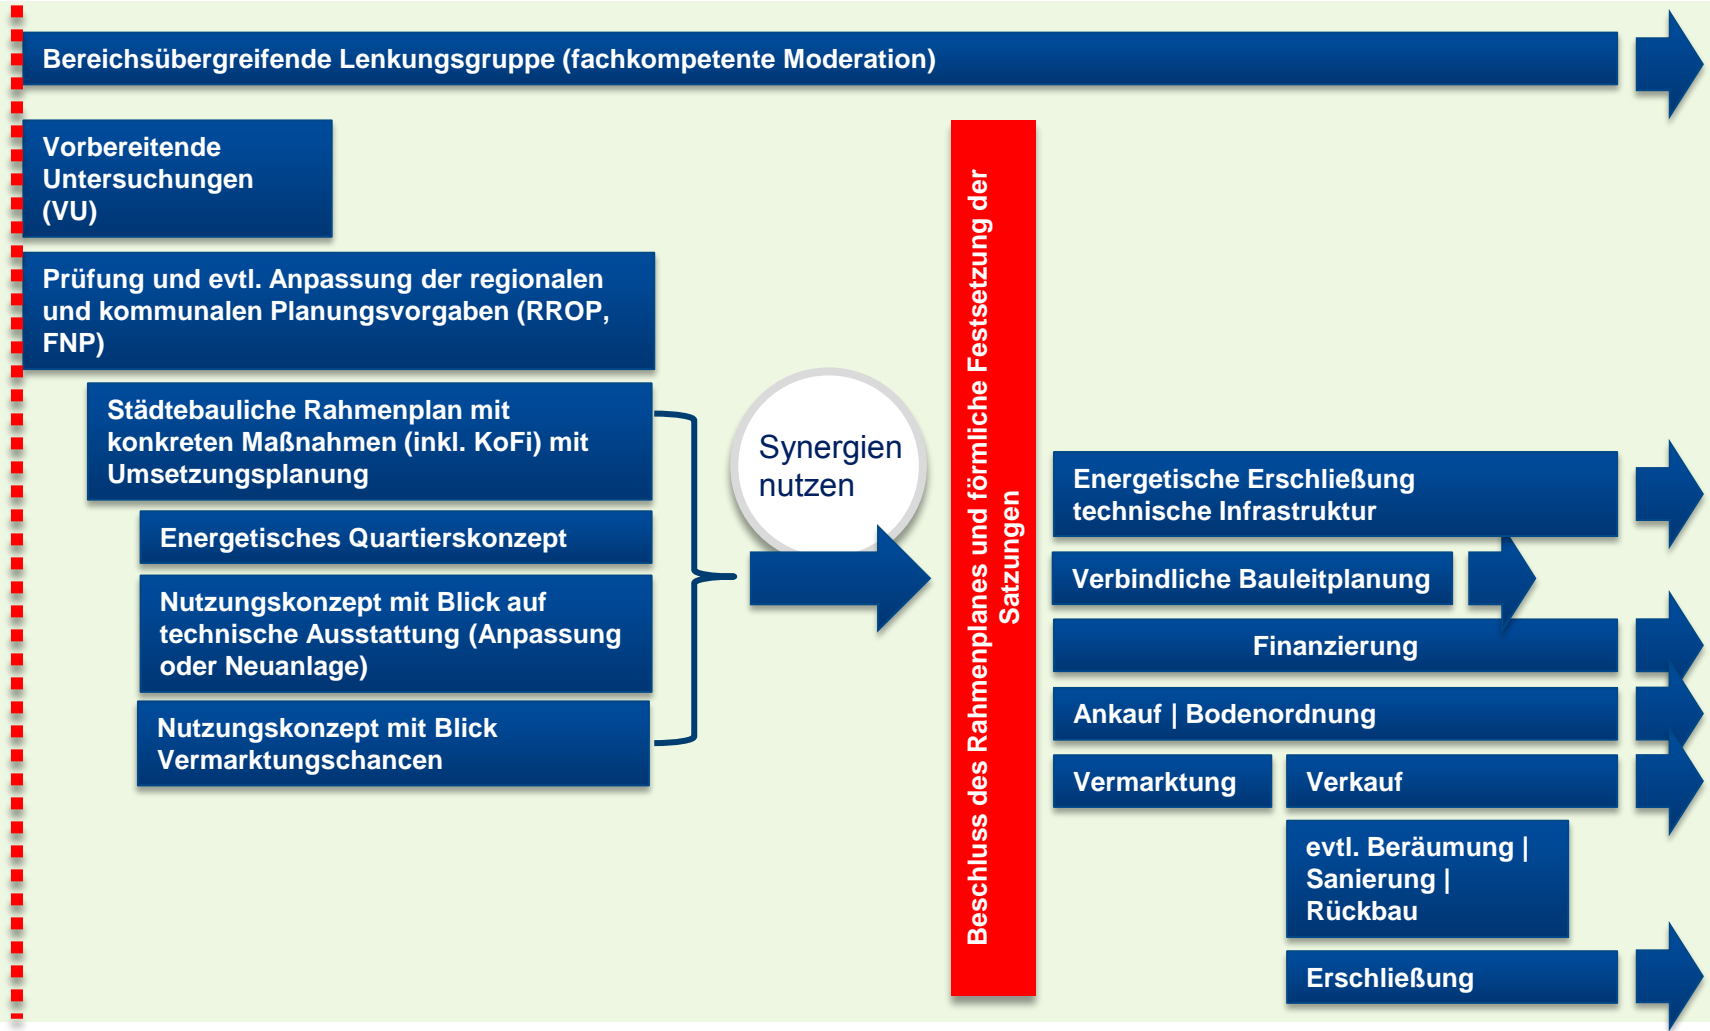 Bereichsübergreifende Lenkungsgruppe (fachkompetente Moderation)
Vorbereitende
Untersuchungen
(VU)
Prüfung und evtl. Anpassung der regionalen
und kommunalen Planungsvorgaben (RROP,
FNP)
Städtebauliche Rahmenplan mit
konkreten Maßnahmen (inkl. KoFi) mit
Umsetzungsplanung
Energetisches Quartierskonzept
Nutzungskonzept mit Blick auf
technische Ausstattung (Anpassung
oder Neuanlage)
Nutzungskonzept mit Blick
Vermarktungschancen
Synergien
nutzen
Beschluss des Rahmenplanes und förmliche Festsetzung der
Satzungen
Energetische Erschließung
technische Infrastruktur
Verbindliche Bauleitplanung
Finanzierung
Ankauf | Bodenordnung
Vermarktung
Verkauf
evtl. Beräumung |
Sanierung |
Rückbau
Erschließung